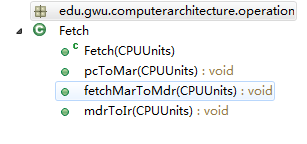 edu.gwu.computerarchitecture.operation
Fetch
Fetch(CPUUnits)
pcToMar(CPUUnits) : void
fetchMarToMdr(CPUUnits) : void
mdrToIr(CPUUnits) : void